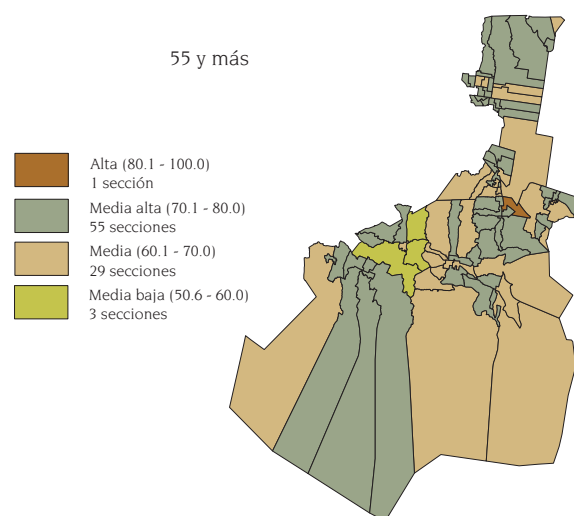 55 y más
Alta (80.1 - 100.0)
1 sección
Media alta (70.1 - 80.0)
55 secciones
Media (60.1 - 70.0)
29 secciones
Media baja (50.6 - 60.0)
3 secciones